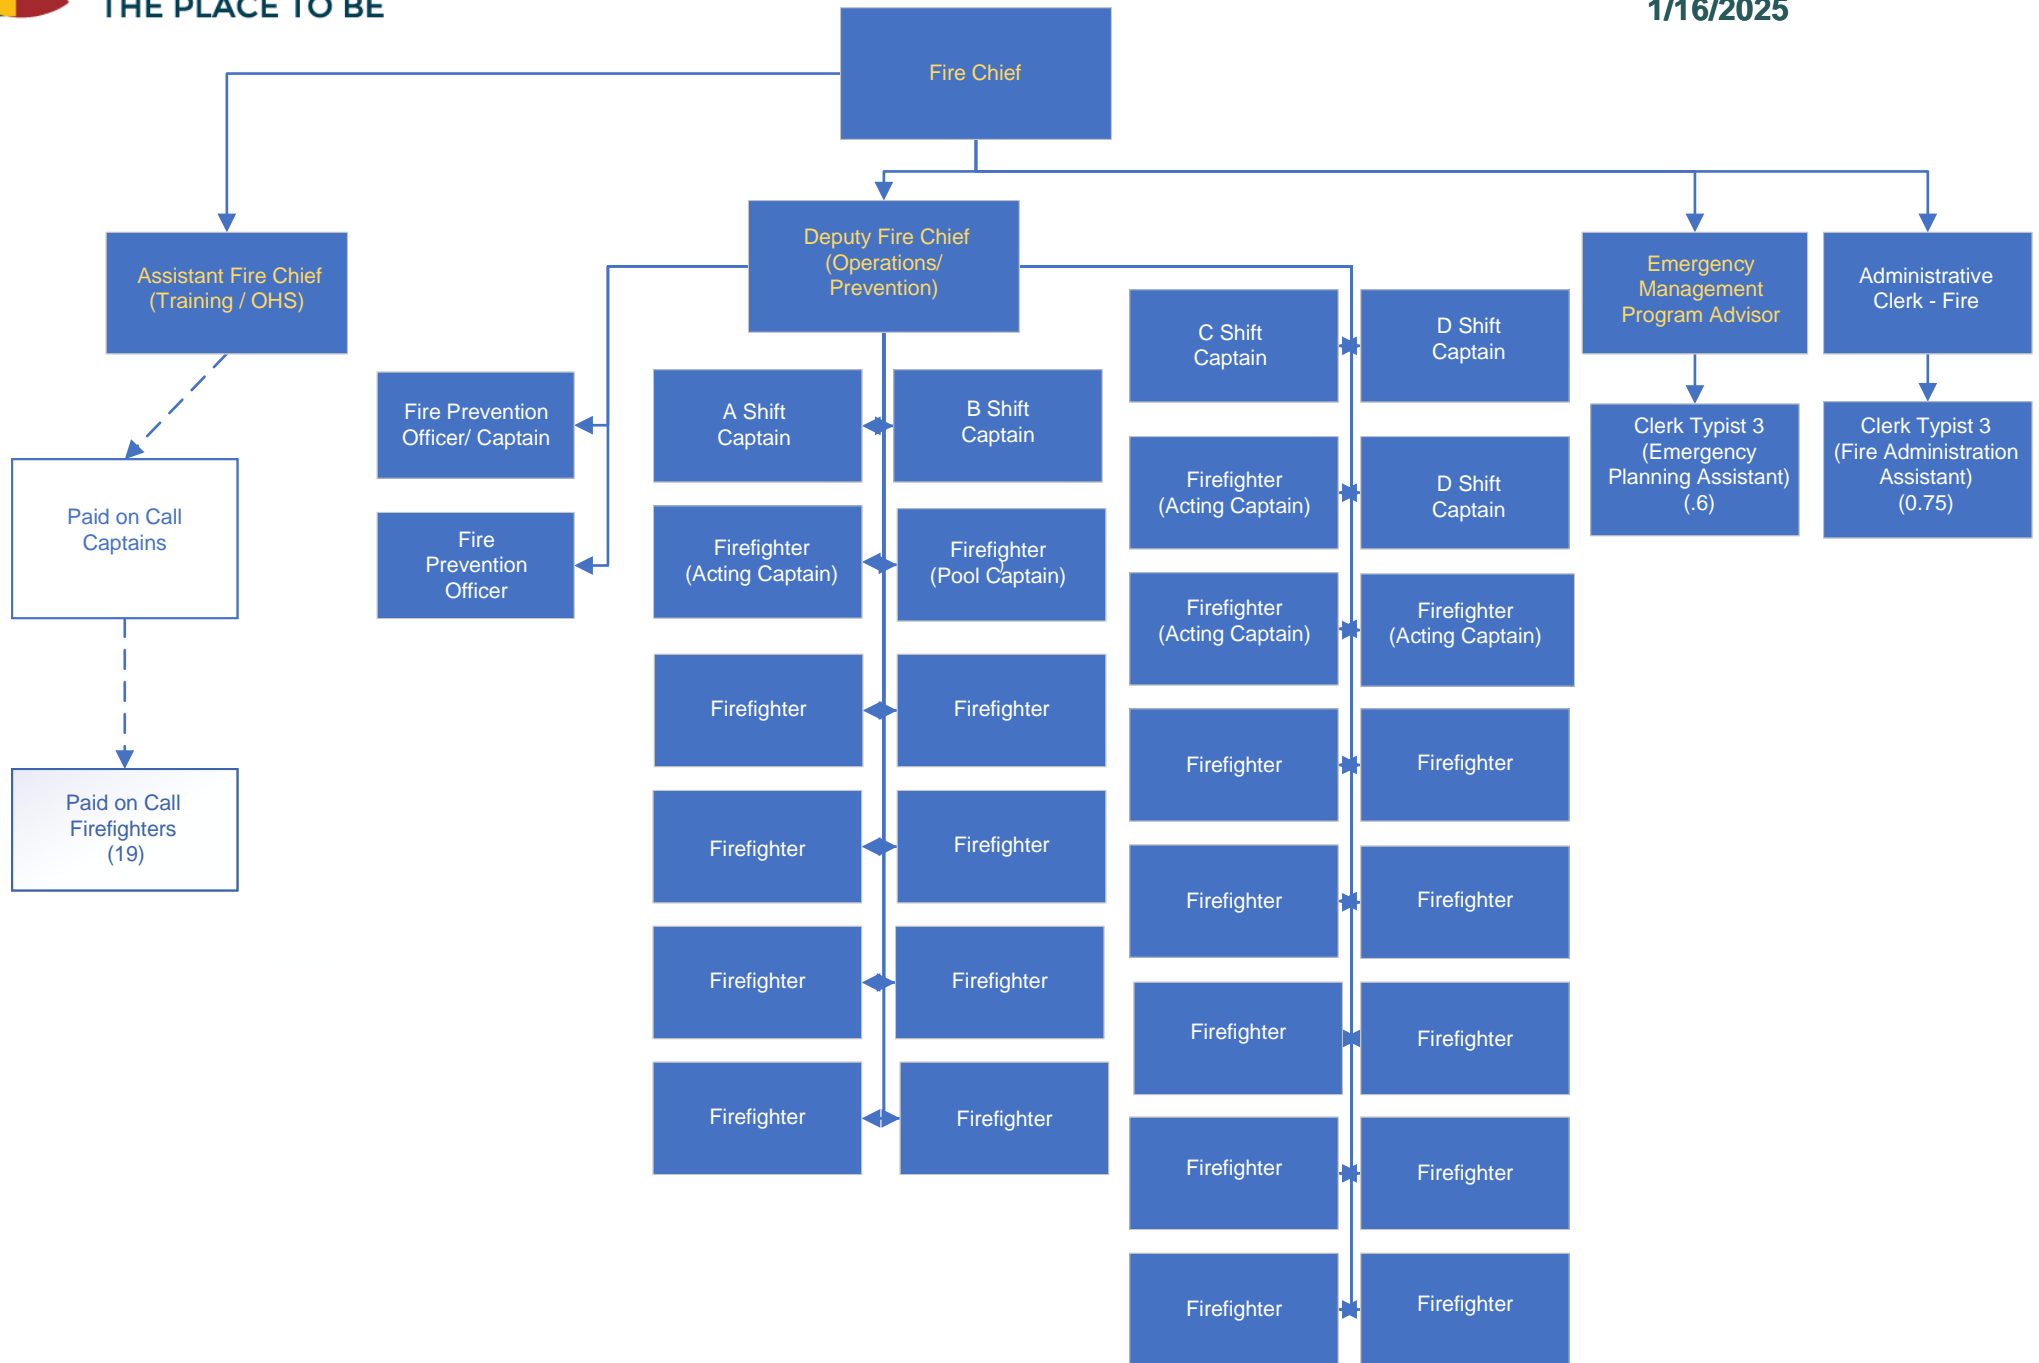 THE PLACE TO BE
1/16/2025
Fire Chief
Assistant Fire Chief
(Training / OHS)
Deputy Fire Chief
(Operations/
Prevention)
Emergency
Management
Program Advisor
Administrative
Clerk - Fire
Paid on Call
Captains
Paid on Call
Firefighters
(19)
Fire Prevention
Officer/ Captain
Fire
Prevention
Officer
A Shift
Captain
Firefighter
(Acting Captain)
Firefighter
Firefighter
Firefighter
Firefighter
B Shift
Captain
Firefighter
)
(Pool Captain)
Firefighter
Firefighter
Firefighter
Firefighter
C Shift
Captain
Firefighter
(Acting Captain)
Firefighter
(Acting Captain)
Firefighter
Firefighter
Firefighter
Firefighter
Firefighter
D Shift
Captain
D Shift
Captain
Firefighter
(Acting Captain)
Firefighter
Firefighter
Firefighter
Firefighter
Firefighter
Clerk Typist 3
(Emergency
Planning Assistant)
(.6)
Clerk Typist 3
(Fire Administration
Assistant)
(0.75)